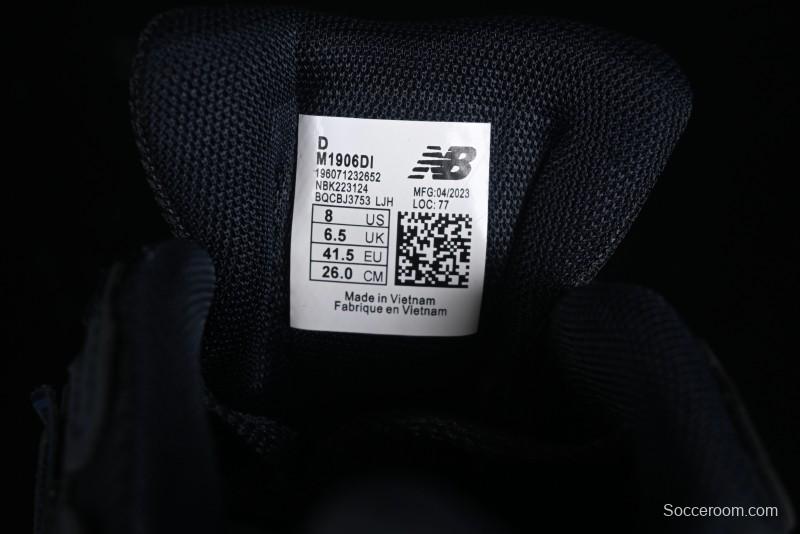 D
M1906DI
196071232652
NBK223124
BQCBJ3753 LJH
NB
MFG:04/2023
LOC: 77
8 US
6.5 UK
41.5 EU
26.0 CM
Made in Vietnam
Fabrique en Vietnam
Socceroom.com